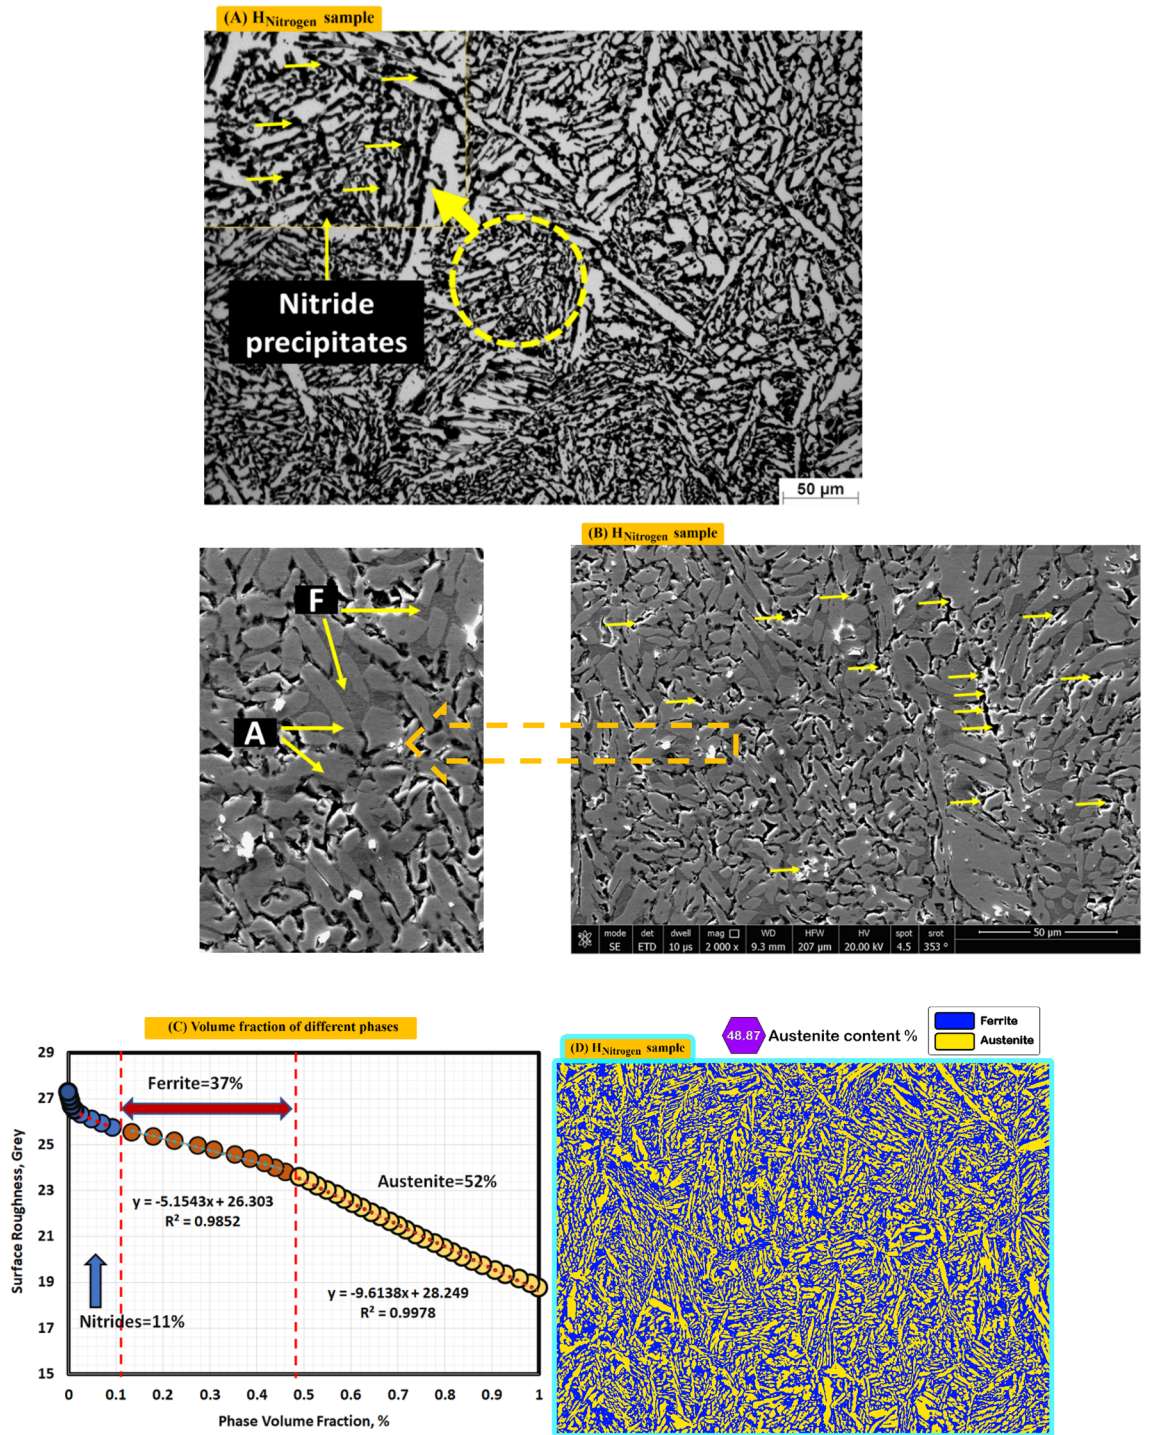 (A) HNitrogen sample
Nitride
precipitates
50 µm
(B) HNitrogen sample
F
A
mode det dwell mag WD HFW HV spot srot
SE ETD 10 µs 2 000 x 9.3 mm 207 µm 20.00 kV 4.5 353 °
50 µm
(C) Volume fraction of different phases
29
27
25
23
21
19
17
15
Surface Roughness, Grey
Ferrite=37%
Austenite=52%
y = -5.1543x + 26.303
R² = 0.9852
y = -9.6138x + 28.249
R² = 0.9978
Nitrides=11%
0 0.1 0.2 0.3 0.4 0.5 0.6 0.7 0.8 0.9 1
Phase Volume Fraction, %
48.87 Austenite content %
Ferrite
Austenite
(D) HNitrogen sample